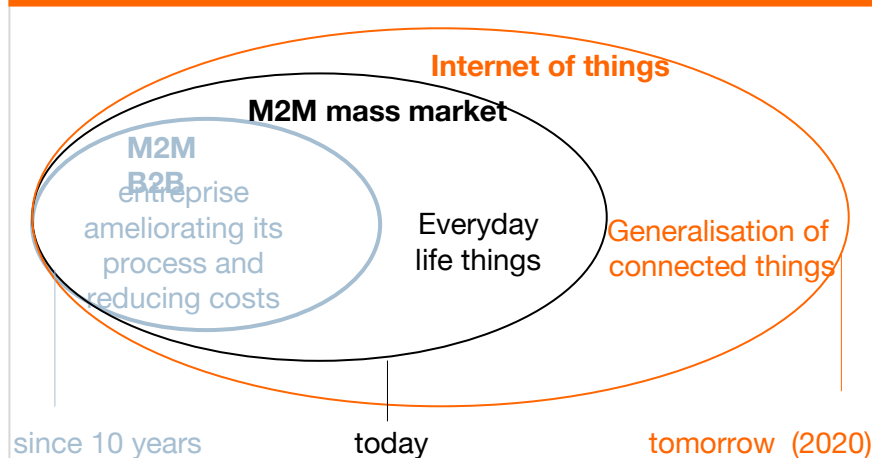 Internet of things
M2M mass market
M2M
B2B
entreprise
ameliorating its
process and
reducing costs
Everyday
life things
Generalisation of
connected things
since 10 years
today
tomorrow (2020)